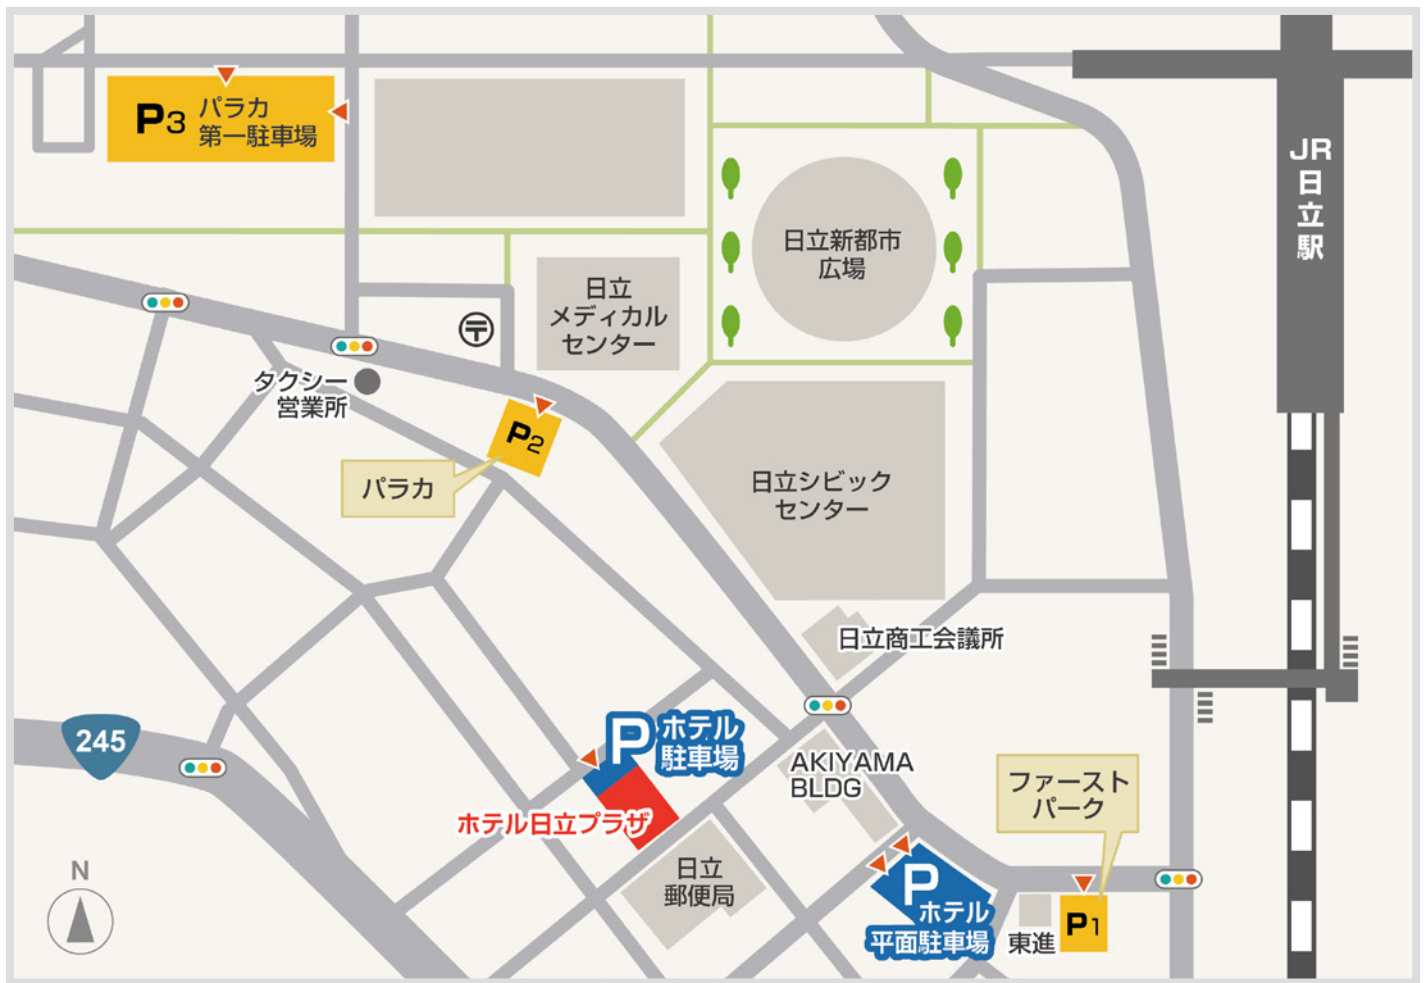 P3 パラカ
第一駐車場
JR
日
立
駅
日立新都市
広場
日立
メディカル
センター
〒
タクシー
営業所
P2
パラカ
日立シビック
センター
日立商工会議所
245
P ホテル
駐車場
AKIYAMA
BLDG
ファースト
パーク
ホテル日立プラザ
日立
郵便局
P
ホテル
平面駐車場
東進
P1
N